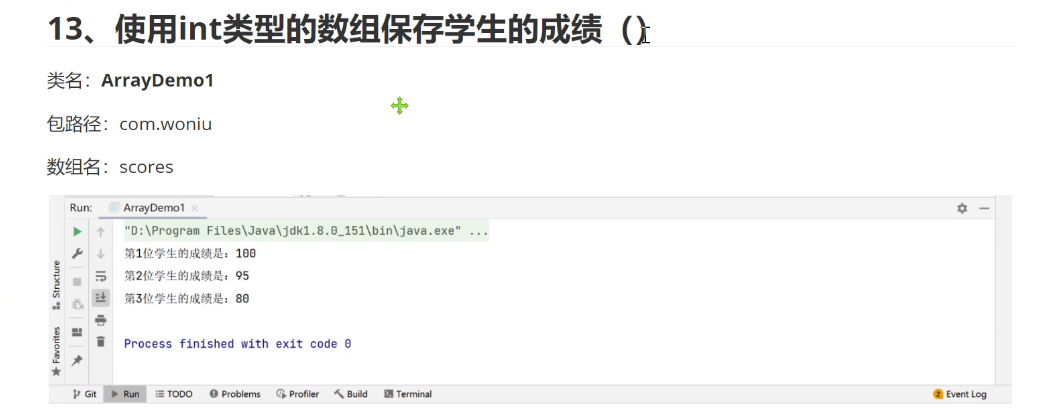 13、使用int类型的数组保存学生的成绩（）
类名：ArrayDemo1
包路径：com.woniu
数组名：scores
Run: ArrayDemo1
"D:\Program Files\Java\jdk1.8.0_151\bin\java.exe" ...
第1位学生的成绩是：100
第2位学生的成绩是：95
第3位学生的成绩是：80
Process finished with exit code 0
Structure
Favorites
Git Run TODO Problems Profiler Build Terminal 2 Event Log